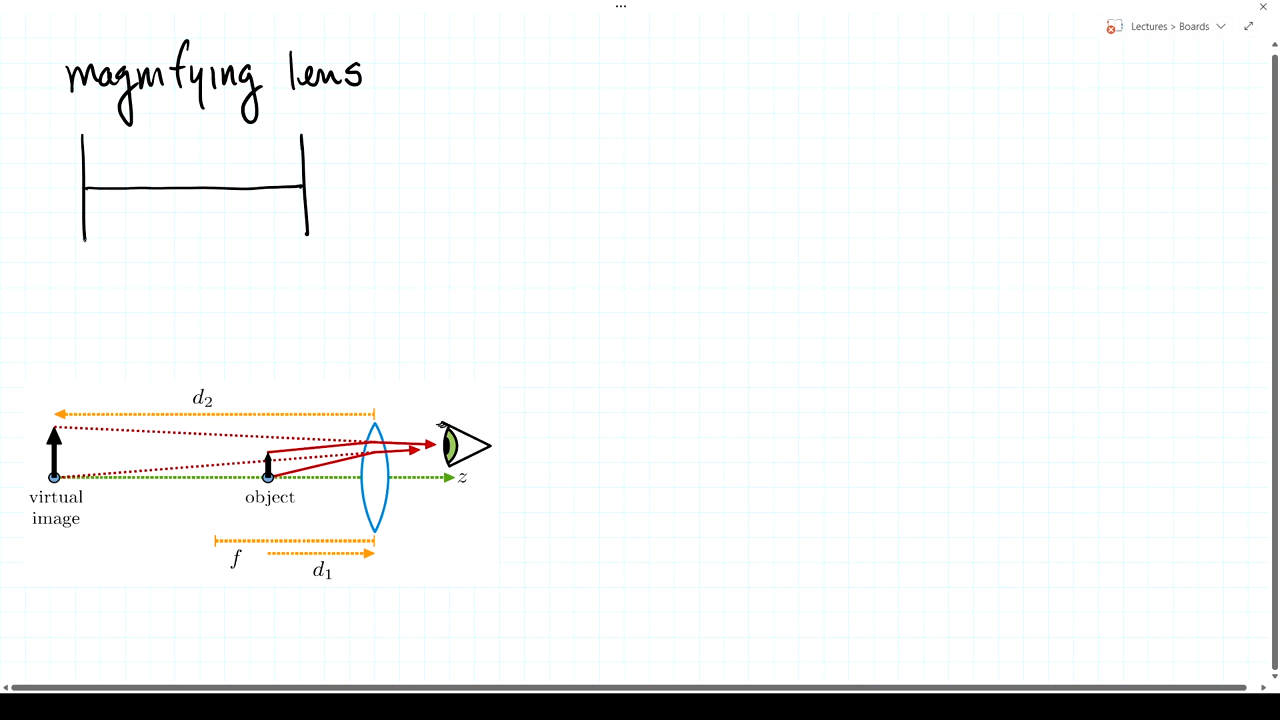 Lectures > Boards
magnifying lens
d₂
z
virtual
image
object
f
d₁